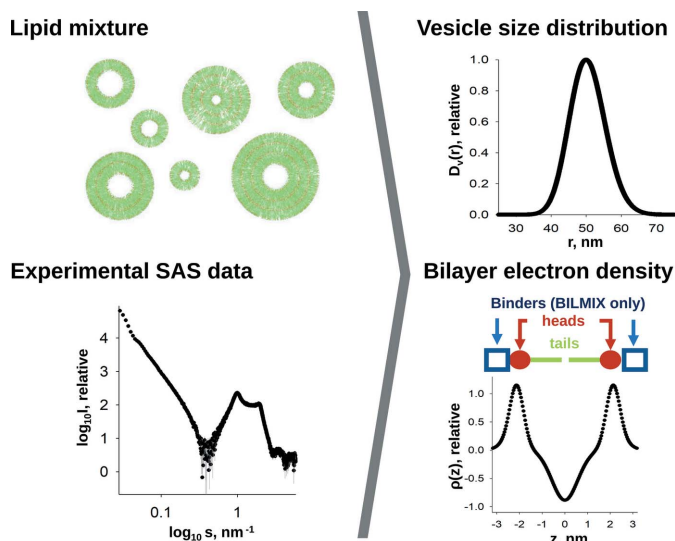 Lipid mixture
Vesicle size distribution
Dᵥ(r), relative
1.0
0.8
0.6
0.4
0.2
0.0
30 40 50 60 70
r, nm
Experimental SAS data
log₁₀I, relative
4
3
2
1
0
0.1 1
log₁₀ s, nm⁻¹
Bilayer electron density
Binders (BILMIX only)
heads
tails
ρ(z), relative
1.0
0.5
0.0
-0.5
-1.0
-3 -2 -1 0 1 2 3
z, nm